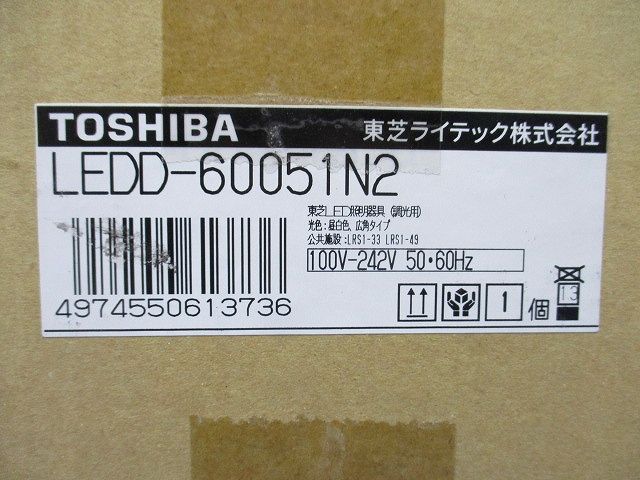 TOSHIBA 東芝ライテック株式会社
LEDD-60051N2
東芝LED照明器具 (調光用)
光色:昼白色、広角タイプ
公共施設:LRS1-33 LRS1-49
100V-242V 50・60Hz
4974550613736
1 個
13